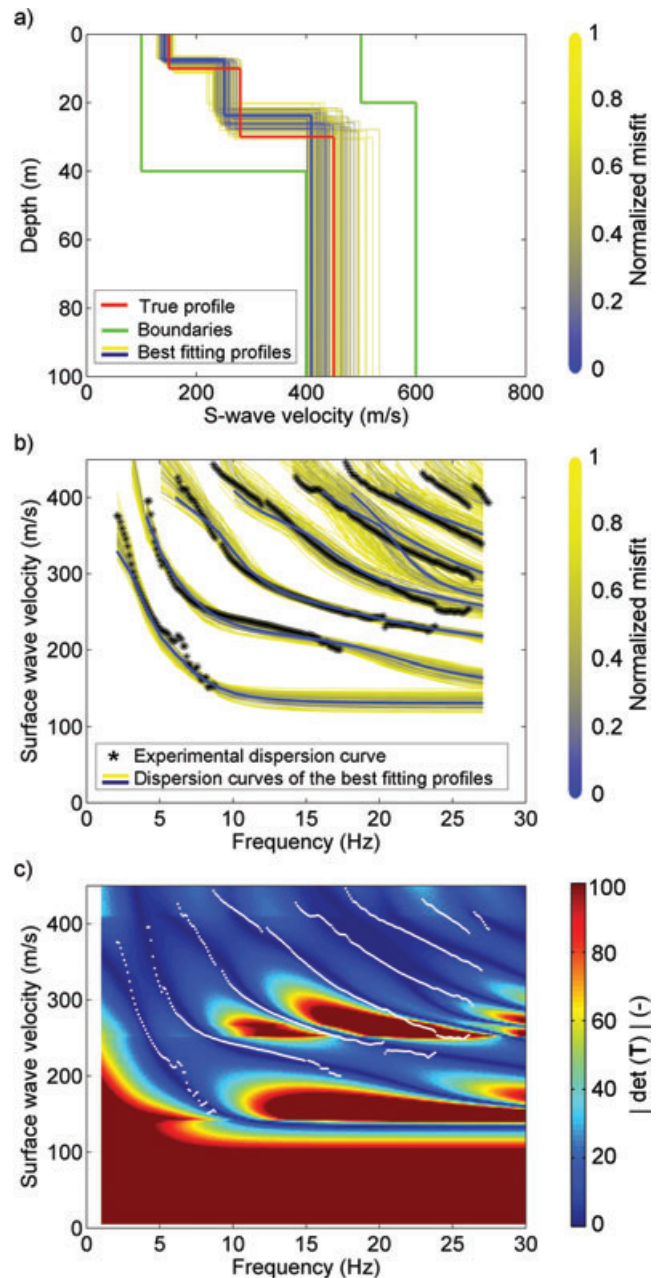 a)
0
20
40
60
80
100
Depth (m)
True profile
Boundaries
Best fitting profiles
0 200 400 600 800
S-wave velocity (m/s)
1
0.8
0.6
0.4
0.2
0
Normalized misfit
b)
400
300
200
100
0
Surface wave velocity (m/s)
* Experimental dispersion curve
Dispersion curves of the best fitting profiles
0 5 10 15 20 25 30
Frequency (Hz)
1
0.8
0.6
0.4
0.2
0
Normalized misfit
c)
400
300
200
100
0
Surface wave velocity (m/s)
0 5 10 15 20 25 30
Frequency (Hz)
100
80
60
40
20
0
| det (T) | (-)